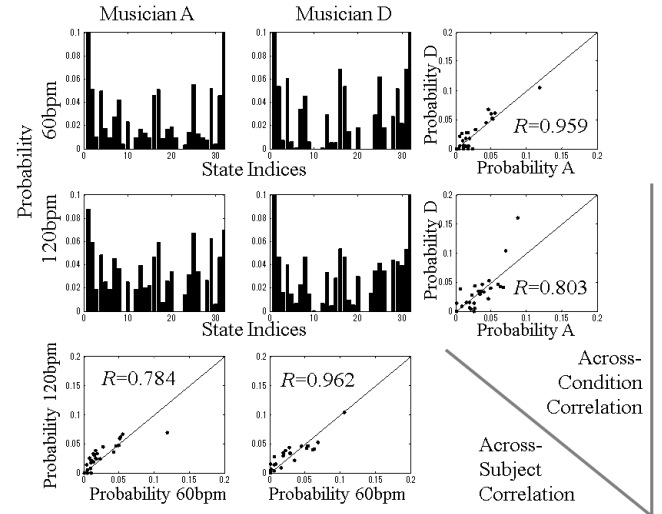 Musician A
Musician D
Probability
60bpm
0.1
0.08
0.06
0.04
0.02
0
0 10 20 30
0.1
0.08
0.06
0.04
0.02
0
0 10 20 30
State Indices
Probability D
0.2
0.15
0.1
0.05
0
0 0.05 0.1 0.15 0.2
R=0.959
Probability A
120bpm
0.1
0.08
0.06
0.04
0.02
0
0 10 20 30
0.1
0.08
0.06
0.04
0.02
0
0 10 20 30
State Indices
Probability D
0.2
0.15
0.1
0.05
0
0 0.05 0.1 0.15 0.2
R=0.803
Probability A
Probability 120bpm
0.2
0.15
0.1
0.05
0
0 0.05 0.1 0.15 0.2
R=0.784
Probability 60bpm
0.2
0.15
0.1
0.05
0
0 0.05 0.1 0.15 0.2
R=0.962
Probability 60bpm
Across-
Condition
Correlation
Across-
Subject
Correlation